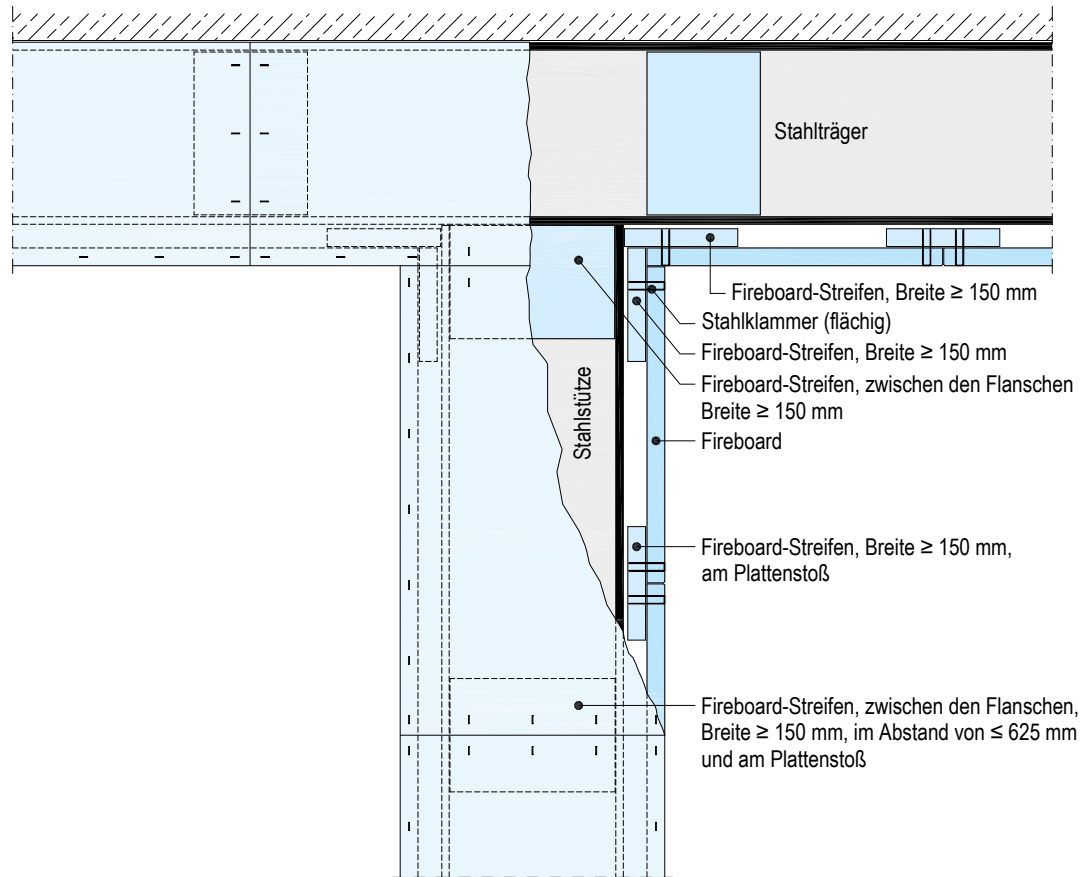 Stahlträger
Fireboard-Streifen, Breite ≥ 150 mm
Stahlklammer (flächig)
Fireboard-Streifen, Breite ≥ 150 mm
Fireboard-Streifen, zwischen den Flanschen
Breite ≥ 150 mm
Stahlstütze
Fireboard
Fireboard-Streifen, Breite ≥ 150 mm,
am Plattenstoß
Fireboard-Streifen, zwischen den Flanschen,
Breite ≥ 150 mm, im Abstand von ≤ 625 mm
und am Plattenstoß